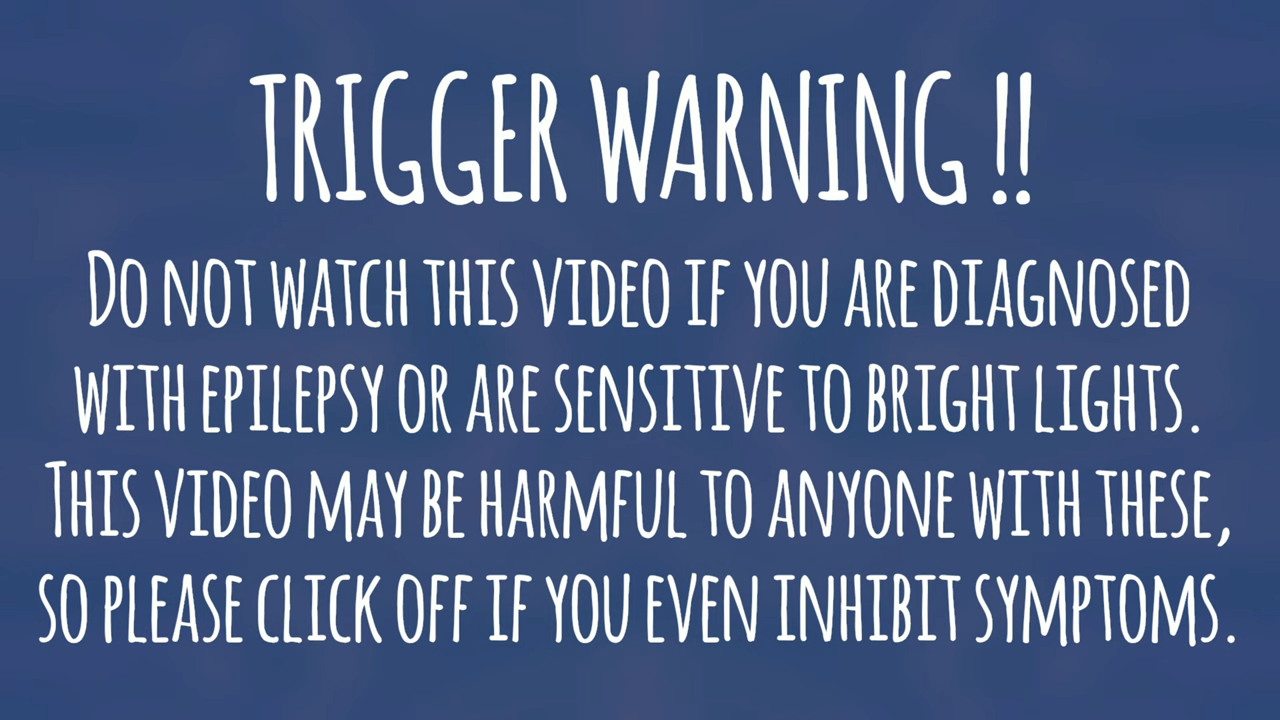 TRIGGER WARNING !!
DO NOT WATCH THIS VIDEO IF YOU ARE DIAGNOSED
WITH EPILEPSY OR ARE SENSITIVE TO BRIGHT LIGHTS.
THIS VIDEO MAY BE HARMFUL TO ANYONE WITH THESE,
SO PLEASE CLICK OFF IF YOU EVEN INHIBIT SYMPTOMS.